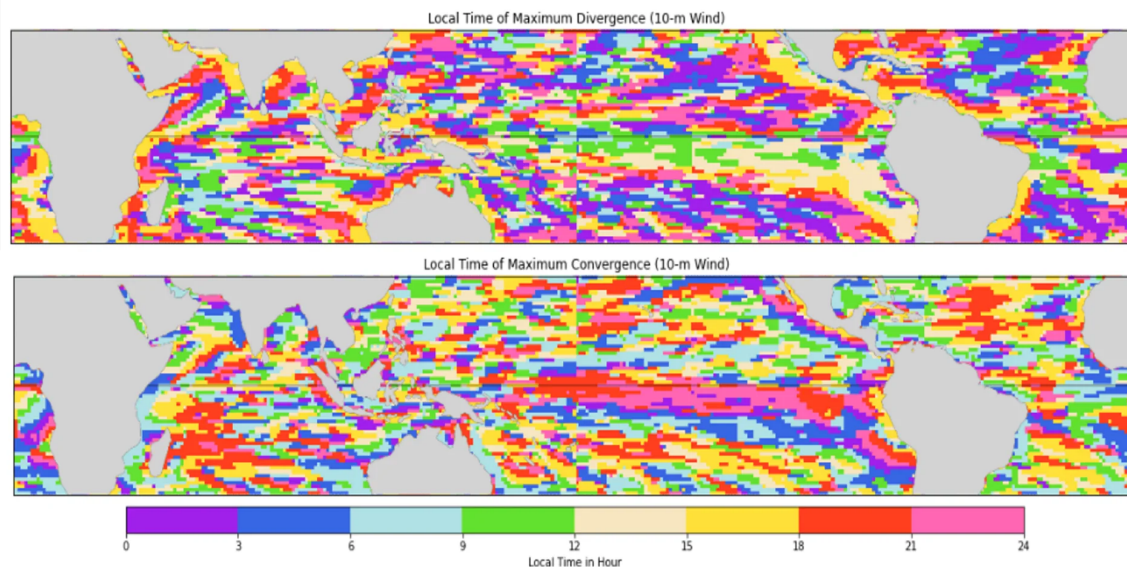 Local Time of Maximum Divergence (10-m Wind)
Local Time of Maximum Convergence (10-m Wind)
0 3 6 9 12 15 18 21 24
Local Time in Hour